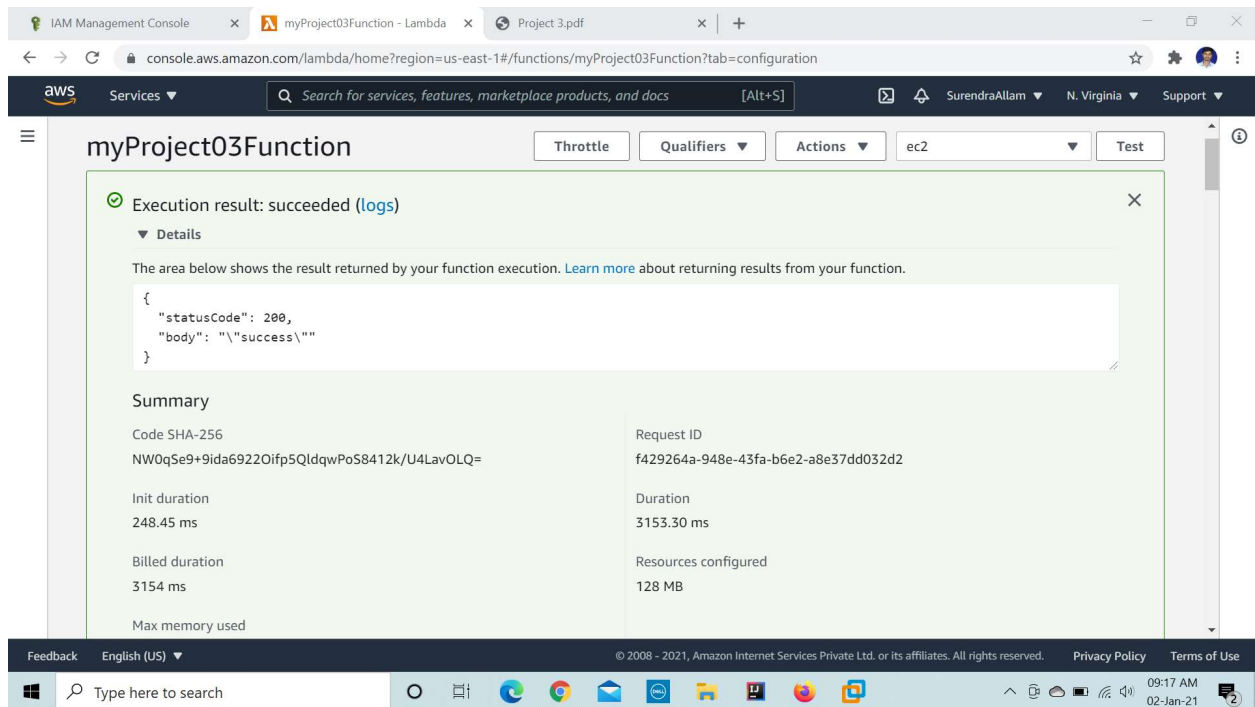 IAM Management Console
myProject03Function - Lambda
Project 3.pdf
console.aws.amazon.com/lambda/home?region=us-east-1#/functions/myProject03Function?tab=configuration
aws
Services ▼
Search for services, features, marketplace products, and docs
[Alt+S]
SurendraAllam ▼
N. Virginia ▼
Support ▼
myProject03Function
Throttle
Qualifiers ▼
Actions ▼
ec2 ▼
Test
Execution result: succeeded (logs)
▼ Details
The area below shows the result returned by your function execution. Learn more about returning results from your function.
{
"statusCode": 200,
"body": "\"success\""
}
Summary
Code SHA-256
NW0qSe9+9ida6922Oifp5QldqwPoS8412k/U4LavOLQ=
Request ID
f429264a-948e-43fa-b6e2-a8e37dd032d2
Init duration
248.45 ms
Duration
3153.30 ms
Billed duration
3154 ms
Resources configured
128 MB
Max memory used
Feedback
English (US) ▼
© 2008 - 2021, Amazon Internet Services Private Ltd. or its affiliates. All rights reserved.
Privacy Policy
Terms of Use
Type here to search
DELL
09:17 AM
02-Jan-21
2